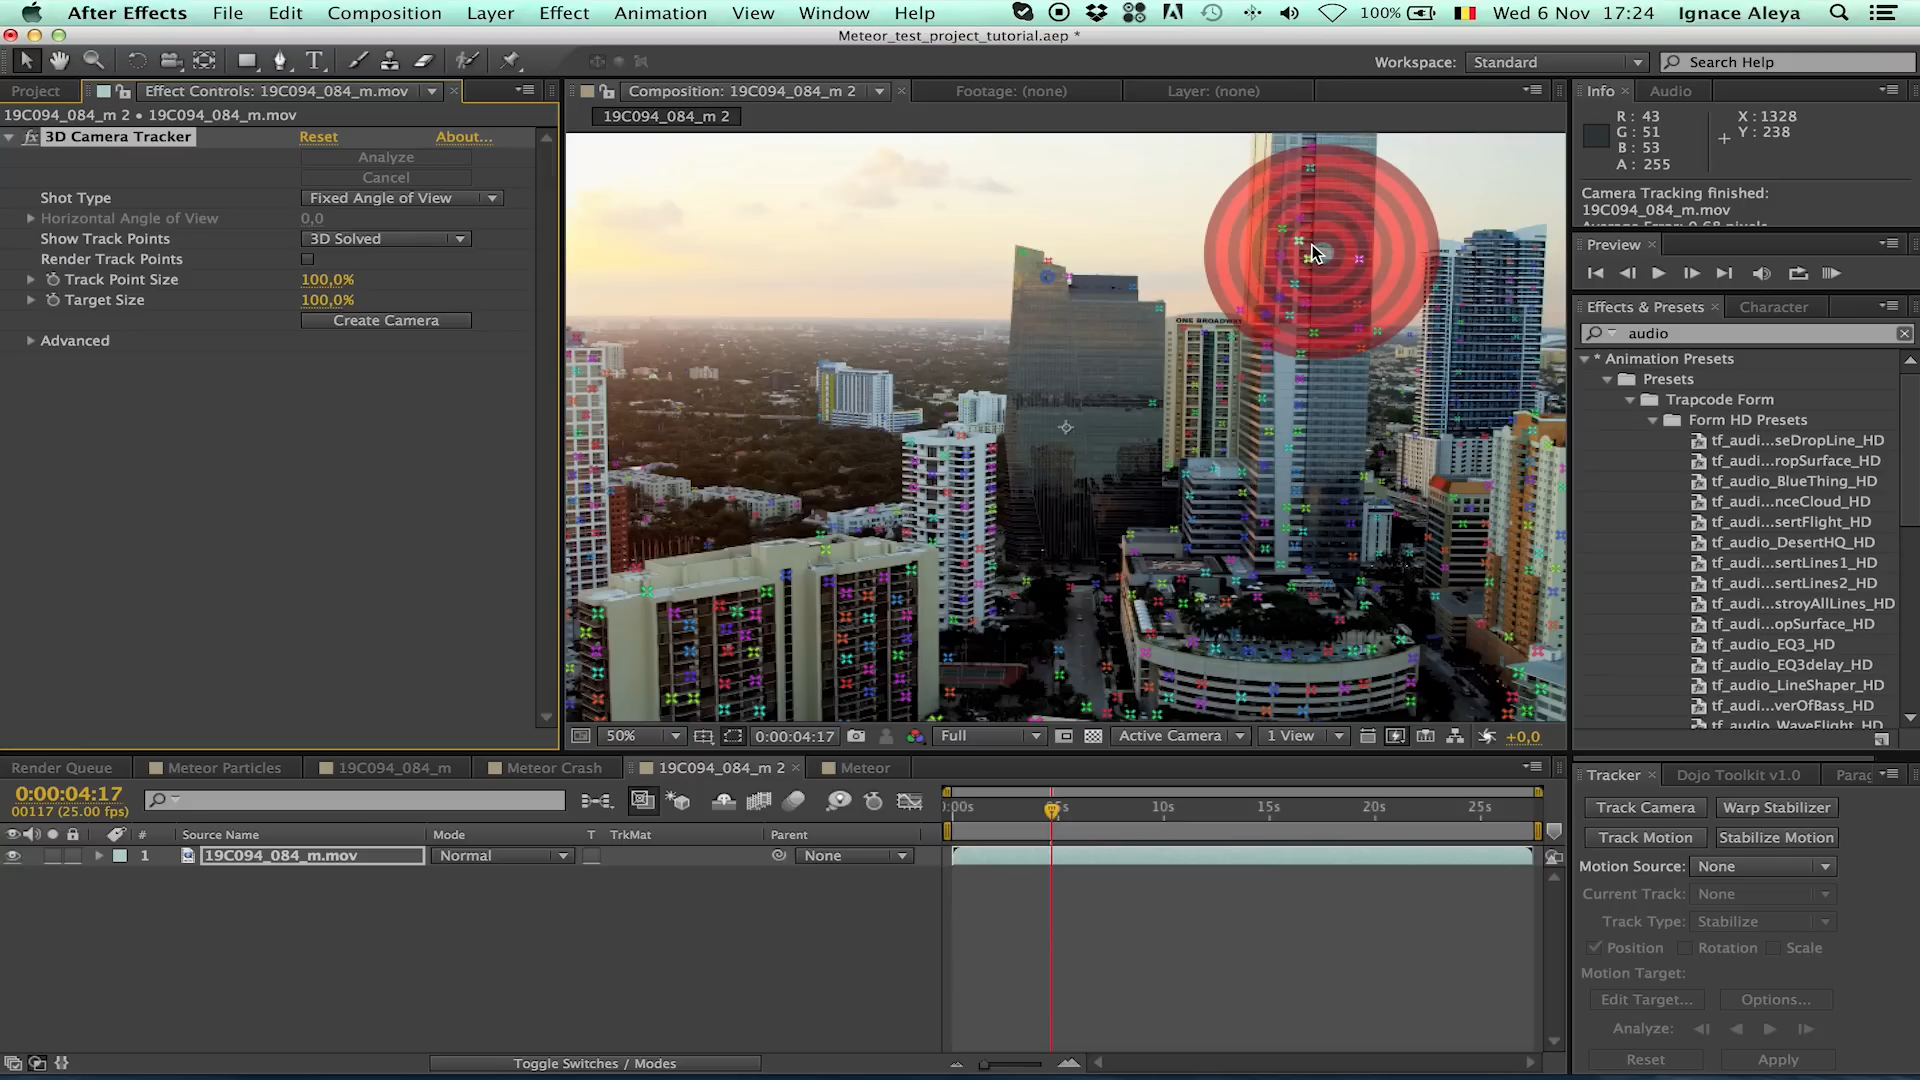 After Effects File Edit Composition Layer Effect Animation View Window Help 100% Wed 6 Nov 17:24 Ignace Aleya
Meteor_test_project_tutorial.aep *
Workspace: Standard Search Help
Project Effect Controls: 19C094_084_m.mov
19C094_084_m 2 • 19C094_084_m.mov
fx 3D Camera Tracker Reset About...
Analyze
Cancel
Shot Type Fixed Angle of View
Horizontal Angle of View 0,0
Show Track Points 3D Solved
Render Track Points
Track Point Size 100,0%
Target Size 100,0%
Create Camera
Advanced
Composition: 19C094_084_m 2 Footage: (none) Layer: (none)
19C094_084_m 2
ONE BROADWAY
50% 0:00:04:17 Full Active Camera 1 View +0,0
Info Audio
R : 43 X : 1328
G : 51 Y : 238
B : 53
A : 255
Camera Tracking finished:
19C094_084_m.mov
Average Error: 0.68 pixels
Preview
Effects & Presets Character
audio
* Animation Presets
Presets
Trapcode Form
Form HD Presets
tf_audi...seDropLine_HD
tf_audi...ropSurface_HD
tf_audi...BlueThing_HD
tf_audi...nceCloud_HD
tf_audi...sertFlight_HD
tf_audio_DesertHQ_HD
tf_audi...sertLines1_HD
tf_audi...sertLines2_HD
tf_audi...stroyAllLines_HD
tf_audi...opSurface_HD
tf_audio_EQ3_HD
tf_audio_EQ3delay_HD
tf_audio_LineShaper_HD
tf_audi...verOfBass_HD
tf_audio_WaveFlight_HD
Render Queue Meteor Particles 19C094_084_m Meteor Crash 19C094_084_m 2 Meteor
0:00:04:17
00117 (25.00 fps)
# Source Name Mode T TrkMat Parent
1 19C094_084_m.mov Normal None
):00s 10s 15s 20s 25s
Toggle Switches / Modes
Tracker Dojo Toolkit v1.0 Parag
Track Camera Warp Stabilizer
Track Motion Stabilize Motion
Motion Source: None
Current Track: None
Track Type: Stabilize
Position Rotation Scale
Motion Target:
Edit Target... Options...
Analyze:
Reset Apply